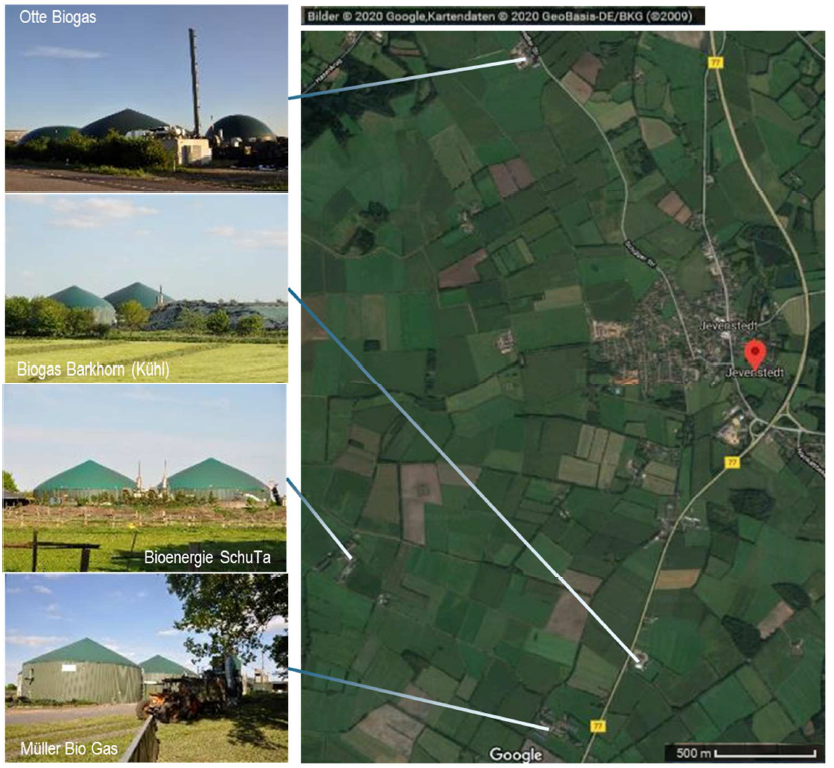 Otte Biogas
Bilder © 2020 Google,Kartendaten © 2020 GeoBasis-DE/BKG (©2009)
77
Jevenstedt
Jevenstedt
Biogas Barkhorn (Kühl)
77
Bioenergie SchuTa
Müller Bio Gas
77
Google
500 m